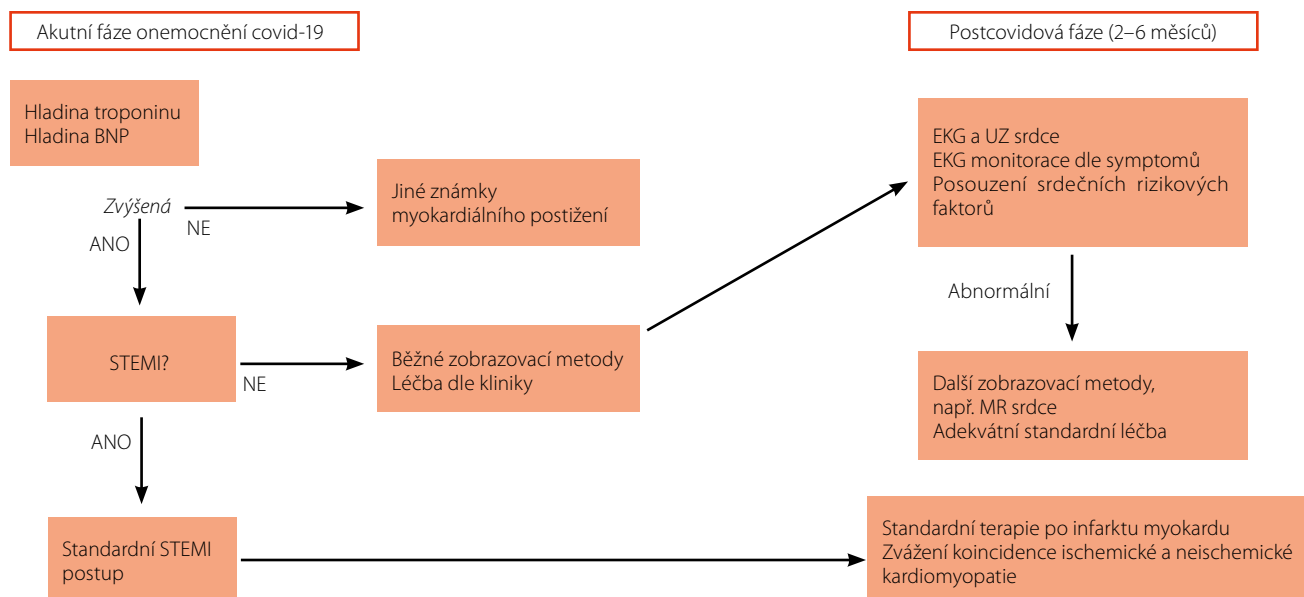 Akutní fáze onemocnění covid-19
Postcovidová fáze (2–6 měsíců)
Hladina troponinu
Hladina BNP
Zvýšená
NE
ANO
Jiné známky
myokardiálního postižení
EKG a UZ srdce
EKG monitorace dle symptomů
Posouzení srdečních rizikových
faktorů
Abnormální
STEMI?
NE
ANO
Běžné zobrazovací metody
Léčba dle kliniky
Další zobrazovací metody,
např. MR srdce
Adekvátní standardní léčba
Standardní STEMI
postup
Standardní terapie po infarktu myokardu
Zvážení koincidence ischemické a neischemické
kardiomyopatie